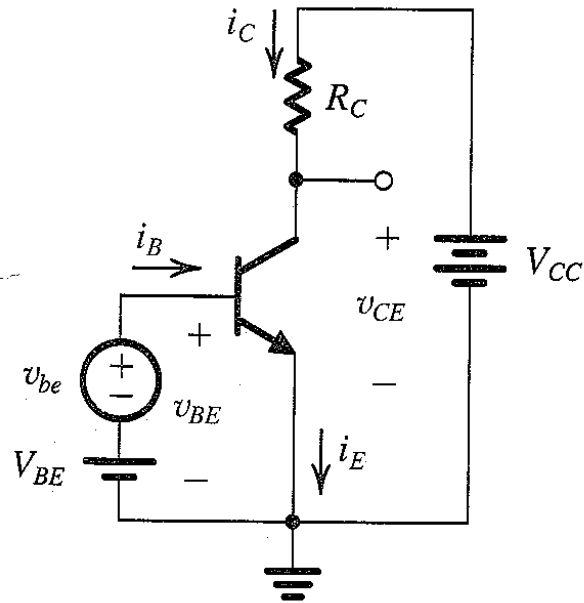 i_C
R_C
i_B
+
V_CC
v_CE
+
+
v_be
−
v_BE
−
V_BE
−
i_E